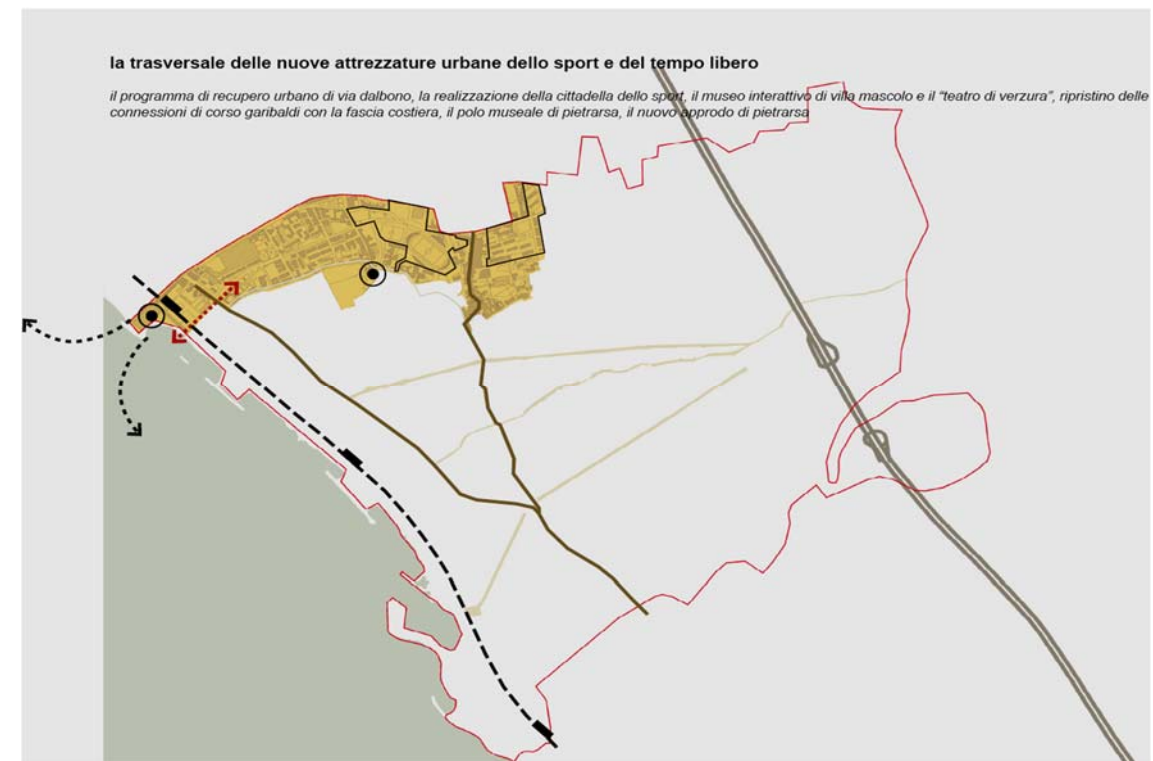 la trasversale delle nuove attrezzature urbane dello sport e del tempo libero
il programma di recupero urbano di via dalbono, la realizzazione della cittadella dello sport, il museo interattivo di villa mascolo e il “teatro di verzura”, ripristino delle
connessioni di corso garibaldi con la fascia costiera, il polo museale di pietrarsa, il nuovo approdo di pietrarsa